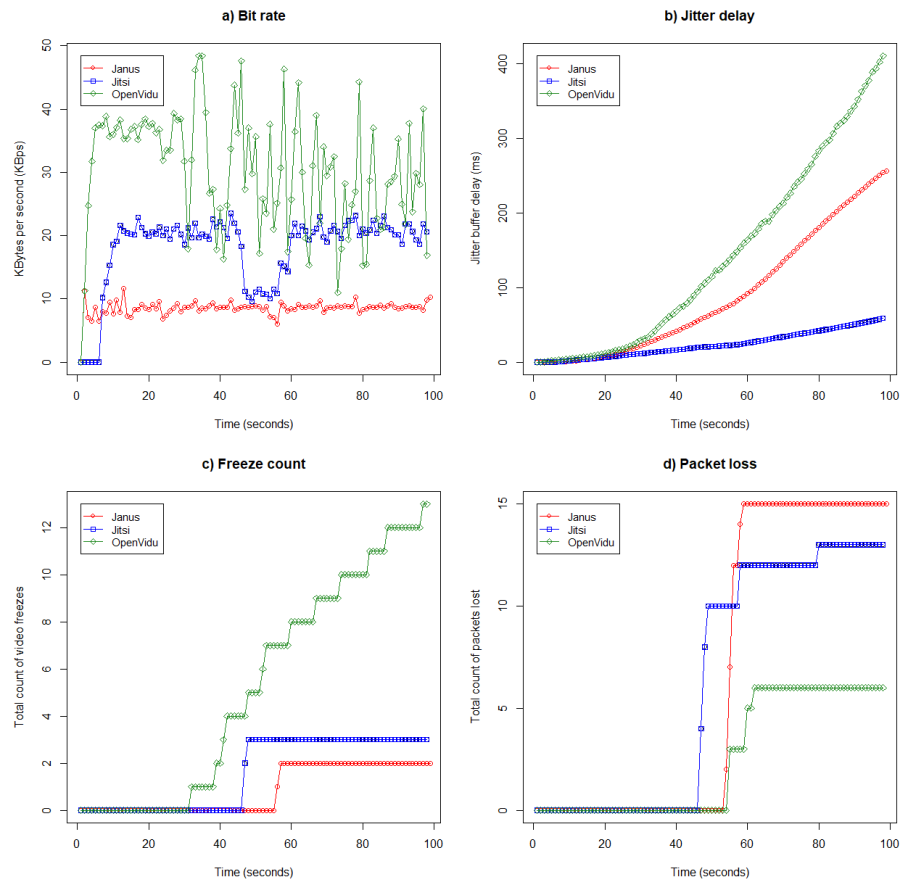 a) Bit rate
KBytes per second (KBps)
50
40
30
20
10
0
Janus
Jitsi
OpenVidu
0 20 40 60 80 100
Time (seconds)
b) Jitter delay
Jitter buffer delay (ms)
400
300
200
100
0
Janus
Jitsi
OpenVidu
0 20 40 60 80 100
Time (seconds)
c) Freeze count
Total count of video freezes
12
10
8
6
4
2
0
Janus
Jitsi
OpenVidu
0 20 40 60 80 100
Time (seconds)
d) Packet loss
Total count of packets lost
15
10
5
0
Janus
Jitsi
OpenVidu
0 20 40 60 80 100
Time (seconds)